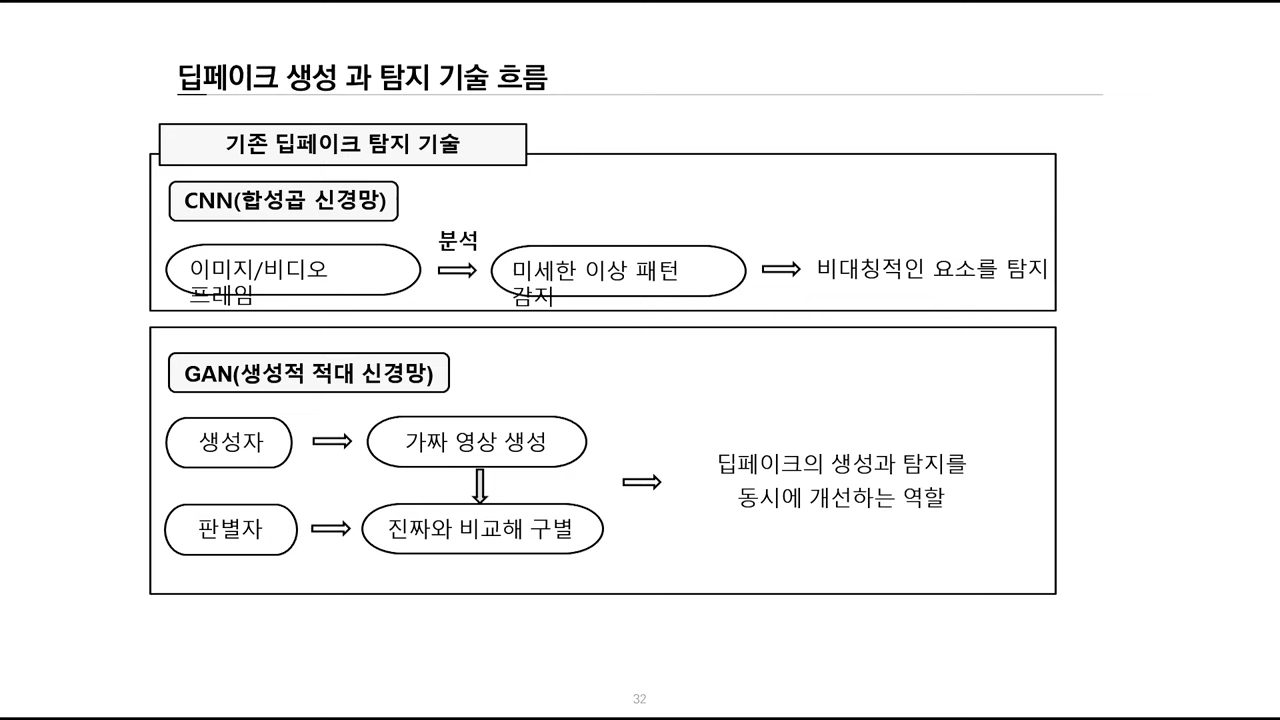 딥페이크 생성 과 탐지 기술 흐름
기존 딥페이크 탐지 기술
CNN(합성곱 신경망)
분석
이미지/비디오
프레임
미세한 이상 패턴
감지
비대칭적인 요소를 탐지
GAN(생성적 적대 신경망)
생성자
가짜 영상 생성
판별자
진짜와 비교해 구별
딥페이크의 생성과 탐지를
동시에 개선하는 역할
32